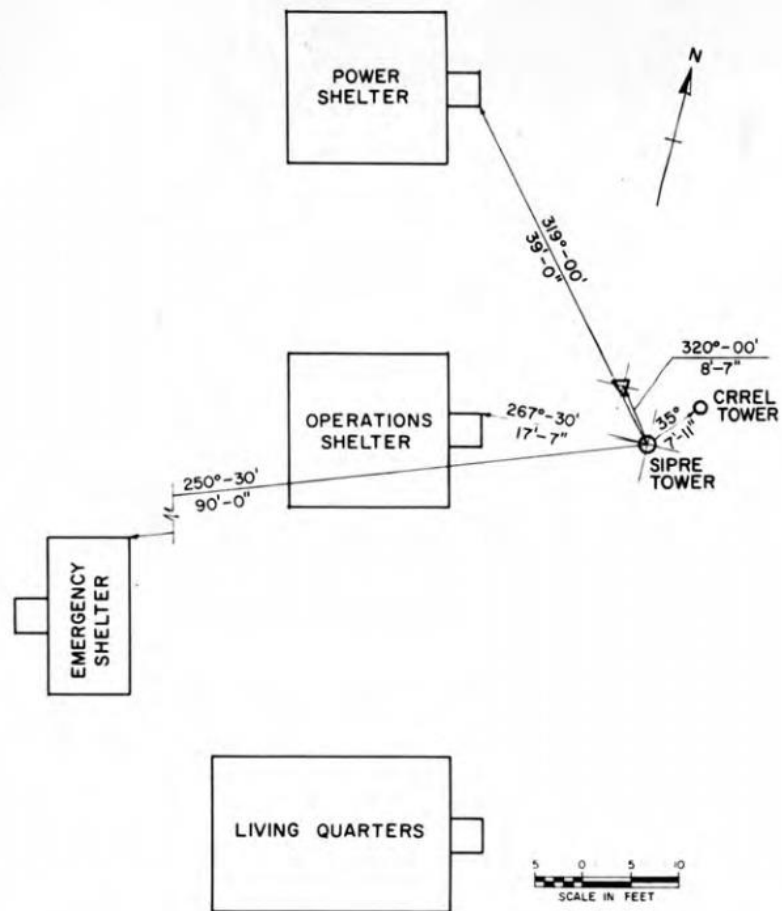 POWER
SHELTER
N
319°-00'
39'-0"
320°-00'
8'-7"
CRREL
TOWER
35°
7'-11"
SIPRE
TOWER
OPERATIONS
SHELTER
267°-30'
17'-7"
250°-30'
90'-0"
EMERGENCY
SHELTER
LIVING QUARTERS
5 0 5 10
SCALE IN FEET